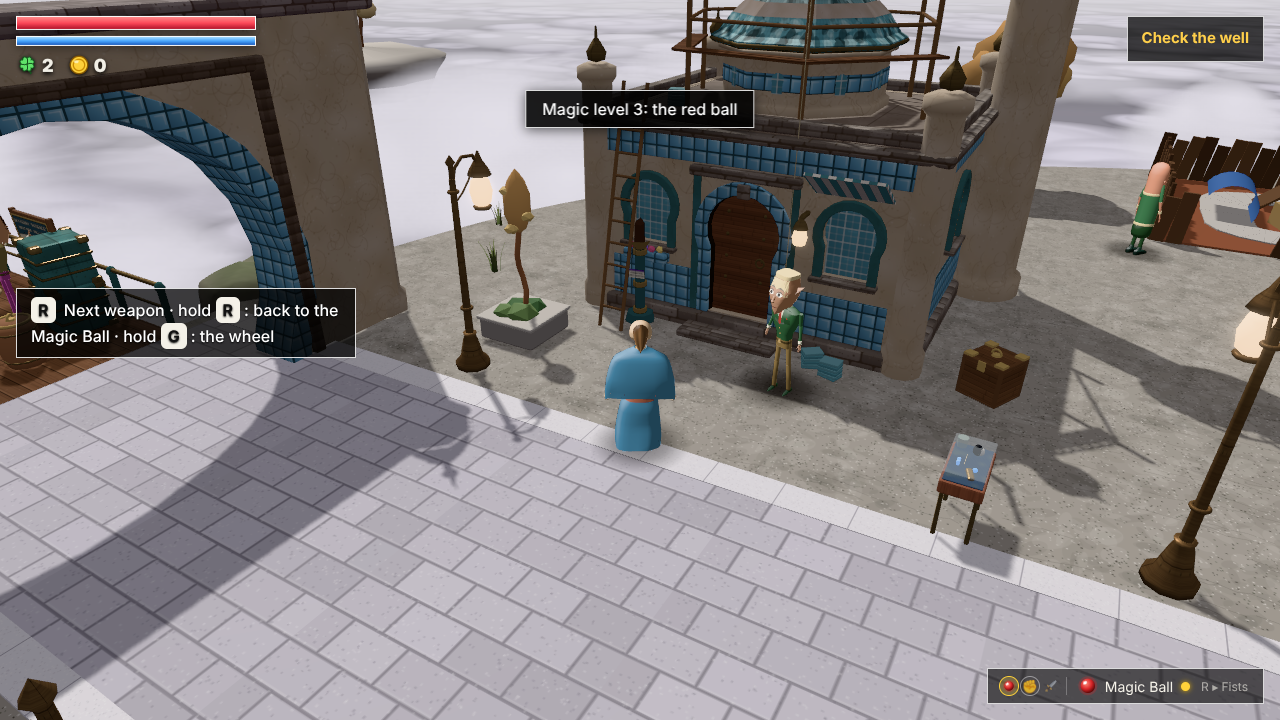 2 0
Check the well
Magic level 3: the red ball
R Next weapon · hold R : back to the
Magic Ball · hold G : the wheel
Magic Ball R ▸ Fists